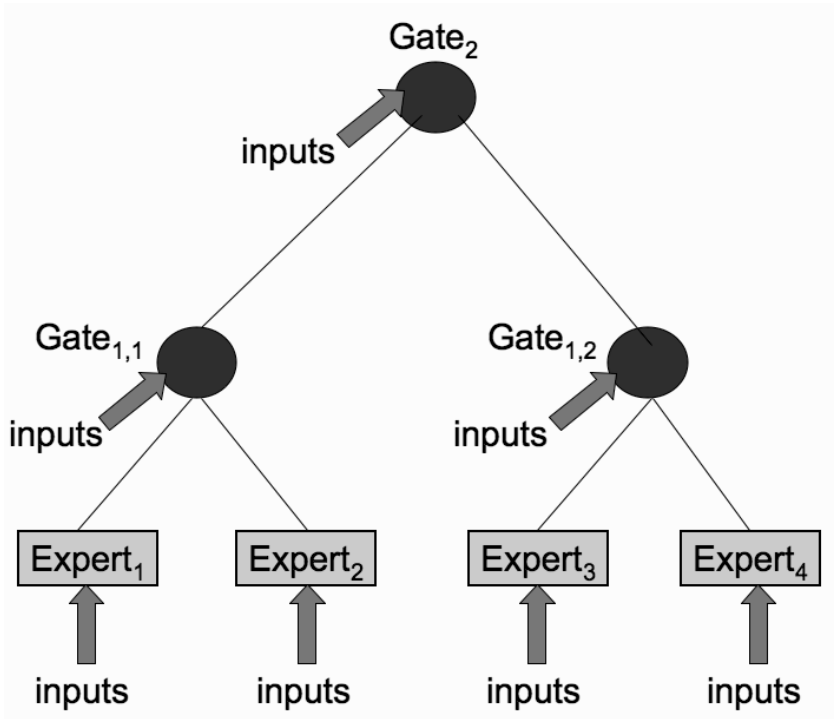 Gate2
inputs
Gate1,1
Gate1,2
inputs
inputs
Expert1
Expert2
Expert3
Expert4
inputs
inputs
inputs
inputs